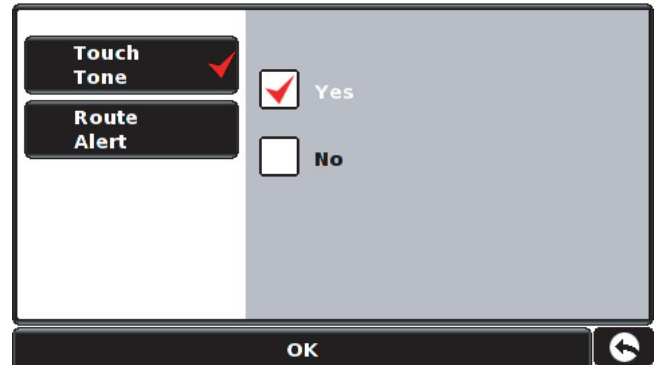 Touch
Tone
Route
Alert
Yes
No
OK